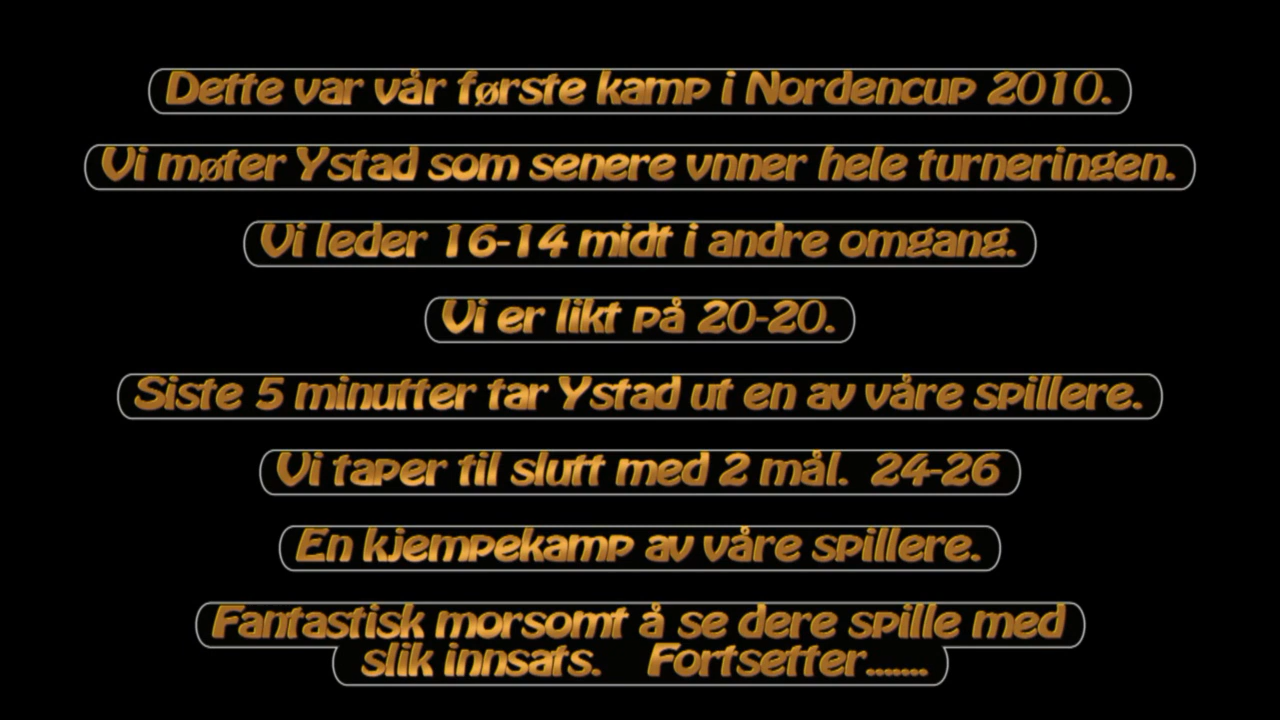 Dette var vår første kamp i Nordencup 2010.
Vi møter Ystad som senere vnner hele turneringen.
Vi leder 16-14 midt i andre omgang.
Vi er likt på 20-20.
Siste 5 minutter tar Ystad ut en av våre spillere.
Vi taper til slutt med 2 mål.  24-26
En kjempekamp av våre spillere.
Fantastisk morsomt å se dere spille med
slik innsats.    Fortsetter.......